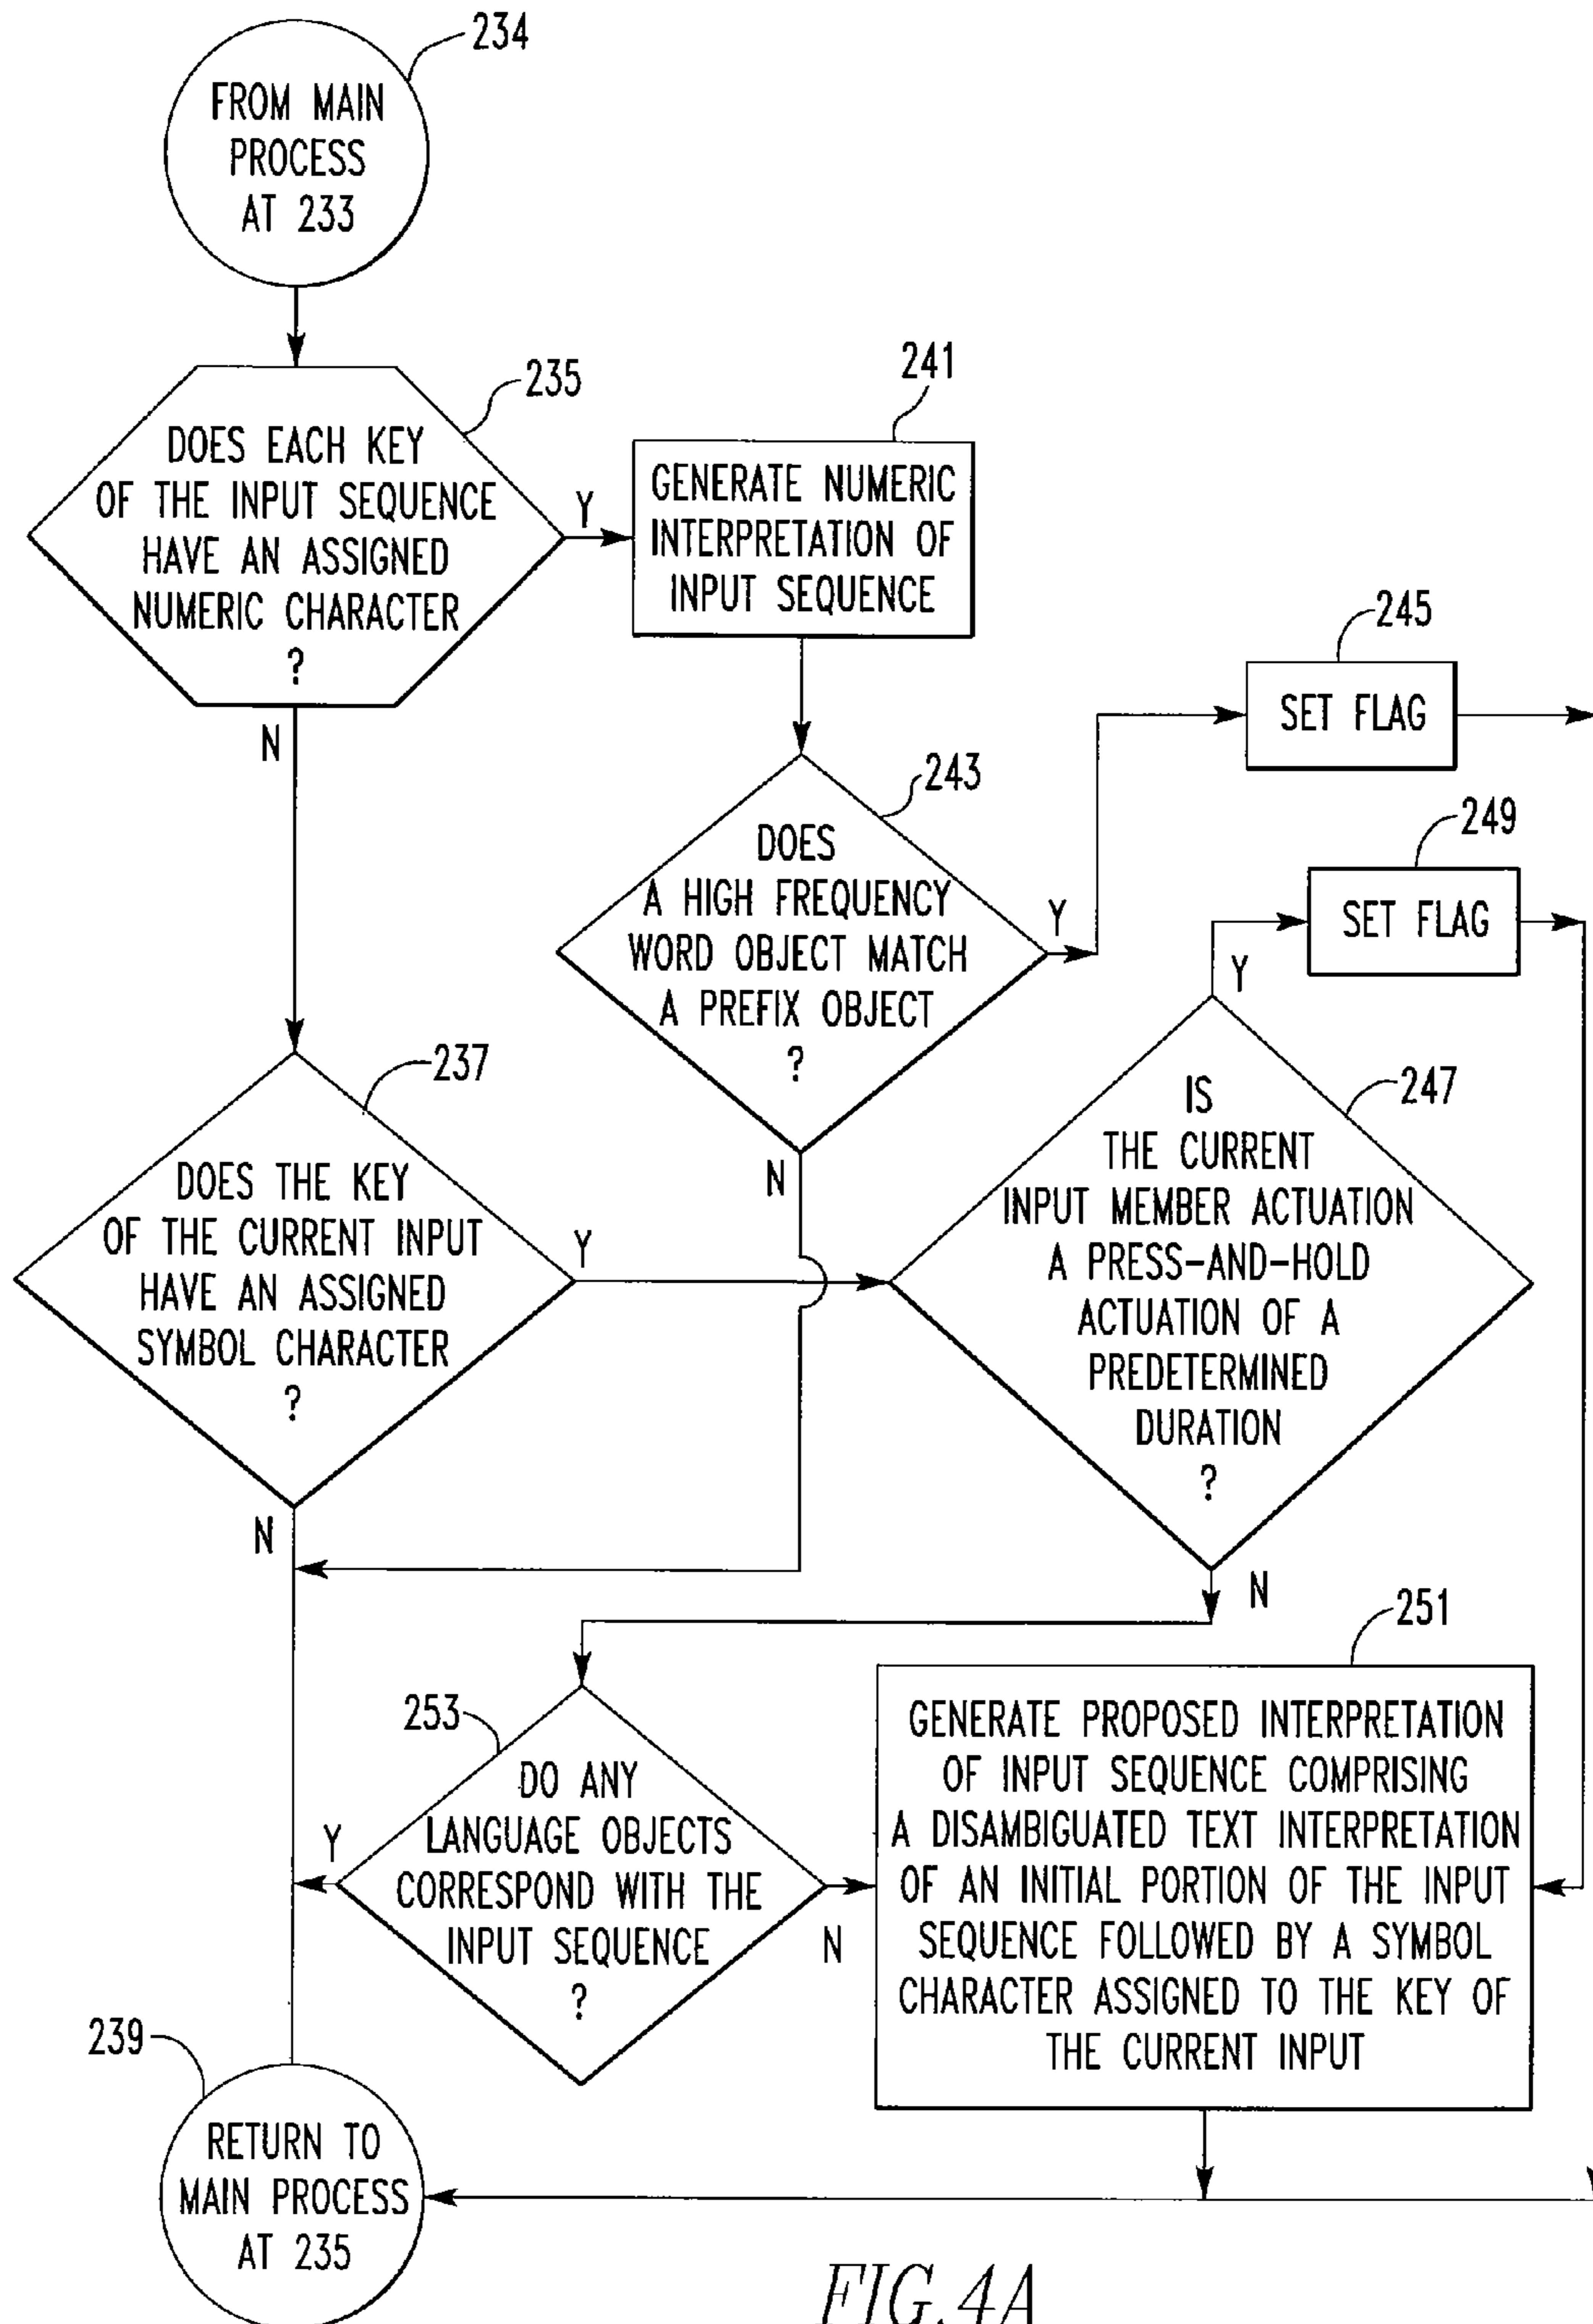 234
FROM MAIN
PROCESS
AT 233
235
DOES EACH KEY
OF THE INPUT SEQUENCE
HAVE AN ASSIGNED
NUMERIC CHARACTER
?
Y
N
241
GENERATE NUMERIC
INTERPRETATION OF
INPUT SEQUENCE
245
SET FLAG
243
DOES
A HIGH FREQUENCY
WORD OBJECT MATCH
A PREFIX OBJECT
?
Y
N
249
SET FLAG
237
DOES THE KEY
OF THE CURRENT INPUT
HAVE AN ASSIGNED
SYMBOL CHARACTER
?
Y
N
247
IS
THE CURRENT
INPUT MEMBER ACTUATION
A PRESS-AND-HOLD
ACTUATION OF A
PREDETERMINED
DURATION
?
Y
N
253
DO ANY
LANGUAGE OBJECTS
CORRESPOND WITH THE
INPUT SEQUENCE
?
Y
N
251
GENERATE PROPOSED INTERPRETATION
OF INPUT SEQUENCE COMPRISING
A DISAMBIGUATED TEXT INTERPRETATION
OF AN INITIAL PORTION OF THE INPUT
SEQUENCE FOLLOWED BY A SYMBOL
CHARACTER ASSIGNED TO THE KEY OF
THE CURRENT INPUT
239
RETURN TO
MAIN PROCESS
AT 235
FIG.4A